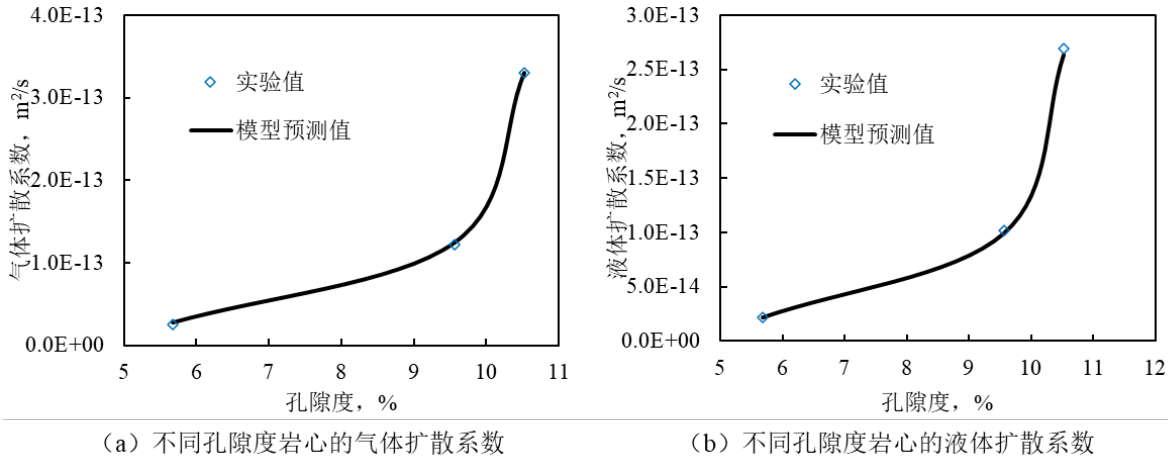 4.0E-13
3.0E-13
2.0E-13
1.0E-13
0.0E+00
气体扩散系数，m²/s
实验值
模型预测值
5 6 7 8 9 10 11
孔隙度，%
（a）不同孔隙度岩心的气体扩散系数
3.0E-13
2.5E-13
2.0E-13
1.5E-13
1.0E-13
5.0E-14
0.0E+00
液体扩散系数，m²/s
实验值
模型预测值
5 6 7 8 9 10 11 12
孔隙度，%
（b）不同孔隙度岩心的液体扩散系数